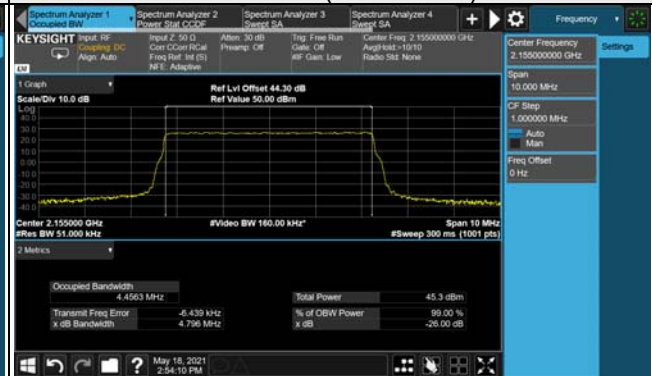 Spectrum Analyzer 1
Occupied BW
Spectrum Analyzer 2
Power Stat CCDF
Spectrum Analyzer 3
Swept SA
Spectrum Analyzer 4
Swept SA
Frequency
KEYSIGHT
Input: RF
Coupling: DC
Align: Auto
Input Z: 50 Ω
Corr CCorr RCal
Freq Ref: Int (S)
NFE: Adaptive
Atten: 30 dB
Preamp: Off
Trig: Free Run
Gate: Off
#IF Gain: Low
Center Freq: 2.155000000 GHz
Avg|Hold:>10/10
Radio Std: None
Center Frequency
2.155000000 GHz
Settings
Span
10.000 MHz
CF Step
1.000000 MHz
Auto
Man
Freq Offset
0 Hz
1 Graph
Scale/Div 10.0 dB
Ref Lvl Offset 44.30 dB
Ref Value 50.00 dBm
Log
40.0
30.0
20.0
10.0
0.00
-10.0
-20.0
-30.0
-40.0
Center 2.155000 GHz
#Res BW 51.000 kHz
#Video BW 160.00 kHz*
Span 10 MHz
#Sweep 300 ms (1001 pts)
2 Metrics
Occupied Bandwidth
4.4563 MHz
Total Power
45.3 dBm
Transmit Freq Error
-6.439 kHz
% of OBW Power
99.00 %
x dB Bandwidth
4.796 MHz
x dB
-26.00 dB
May 18, 2021
2:54:10 PM